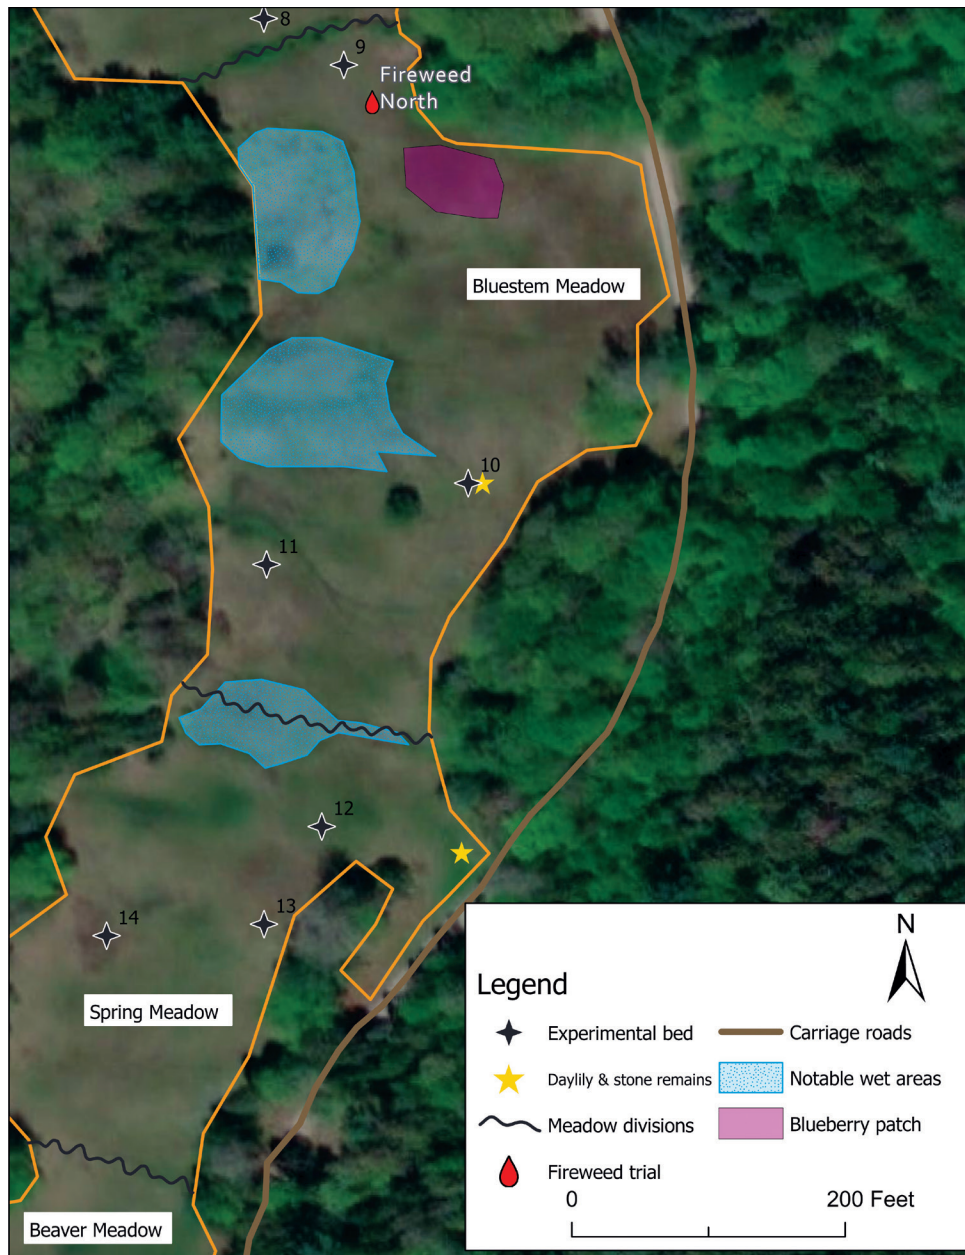 8
9
Fireweed
North
Bluestem Meadow
10
11
12
13
14
Spring Meadow
Beaver Meadow
N
Legend
Experimental bed
Carriage roads
Daylily & stone remains
Notable wet areas
Meadow divisions
Blueberry patch
Fireweed trial
0
200 Feet